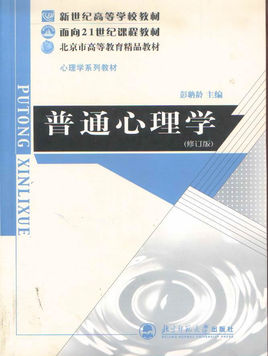 新世纪高等学校教材
面向21世纪课程教材
北京市高等教育精品教材
心理学系列教材
彭聃龄 主编
普通心理学
(修订版)
PUTONG XINLIXUE
北京师范大学出版社